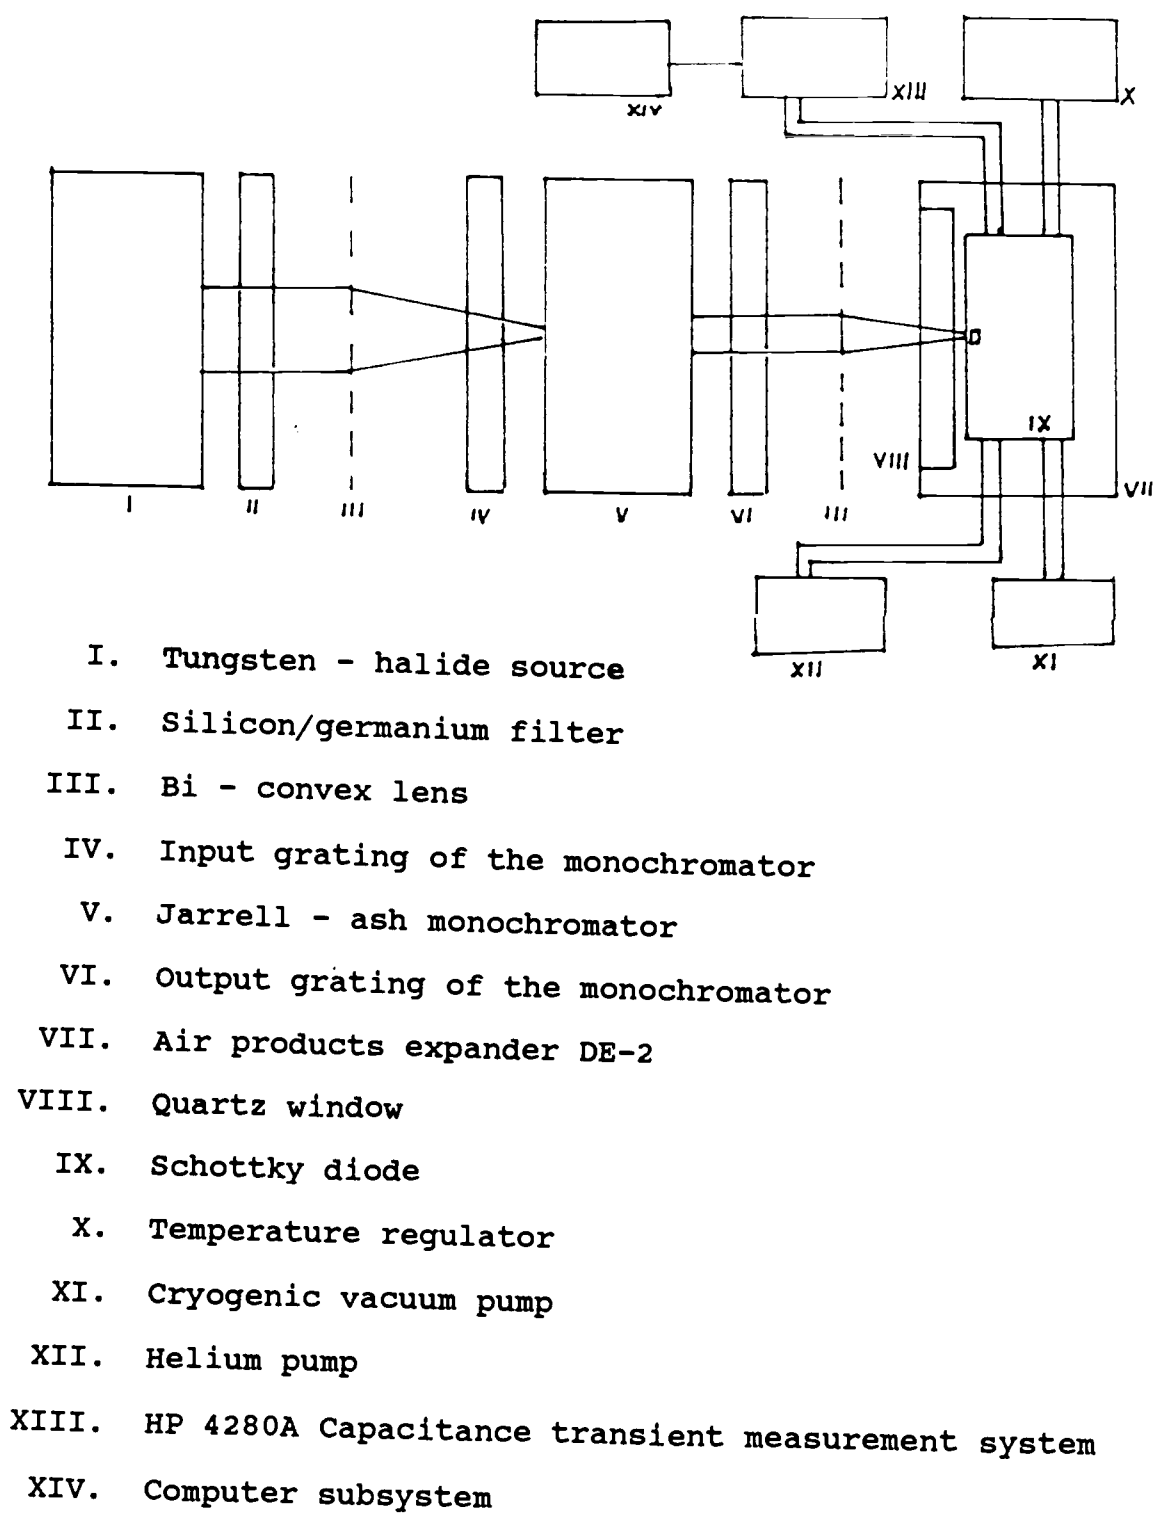 XIV
XIII
X
IX
VIII
VII
I
II
III
IV
V
VI
III
XII
XI
I. Tungsten - halide source
II. Silicon/germanium filter
III. Bi - convex lens
IV. Input grating of the monochromator
V. Jarrell - ash monochromator
VI. Output grating of the monochromator
VII. Air products expander DE-2
VIII. Quartz window
IX. Schottky diode
X. Temperature regulator
XI. Cryogenic vacuum pump
XII. Helium pump
XIII. HP 4280A Capacitance transient measurement system
XIV. Computer subsystem